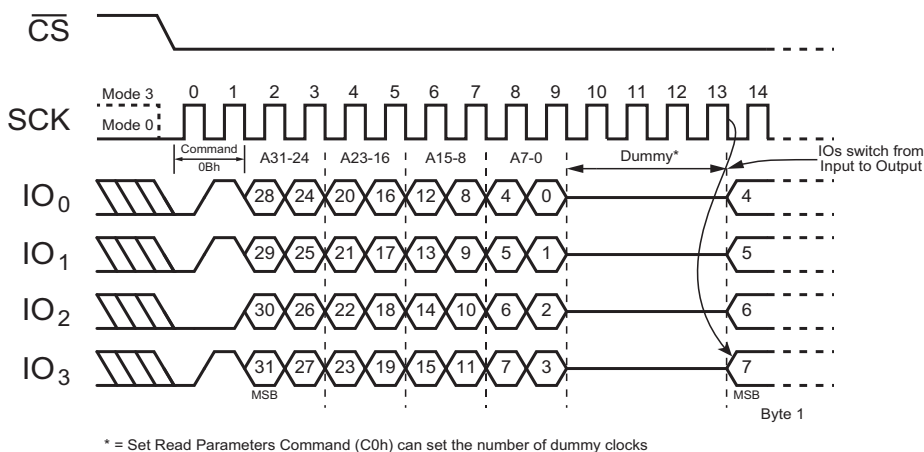 CS
0 1 2 3 4 5 6 7 8 9 10 11 12 13 14
Mode 3
SCK
Mode 0
Command
0Bh
A31-24 A23-16 A15-8 A7-0 Dummy*
IOs switch from
Input to Output
IO0 28 24 20 16 12 8 4 0 4
IO1 29 25 21 17 13 9 5 1 5
IO2 30 26 22 18 14 10 6 2 6
IO3 31 27 23 19 15 11 7 3 7
MSB MSB
Byte 1
* = Set Read Parameters Command (C0h) can set the number of dummy clocks